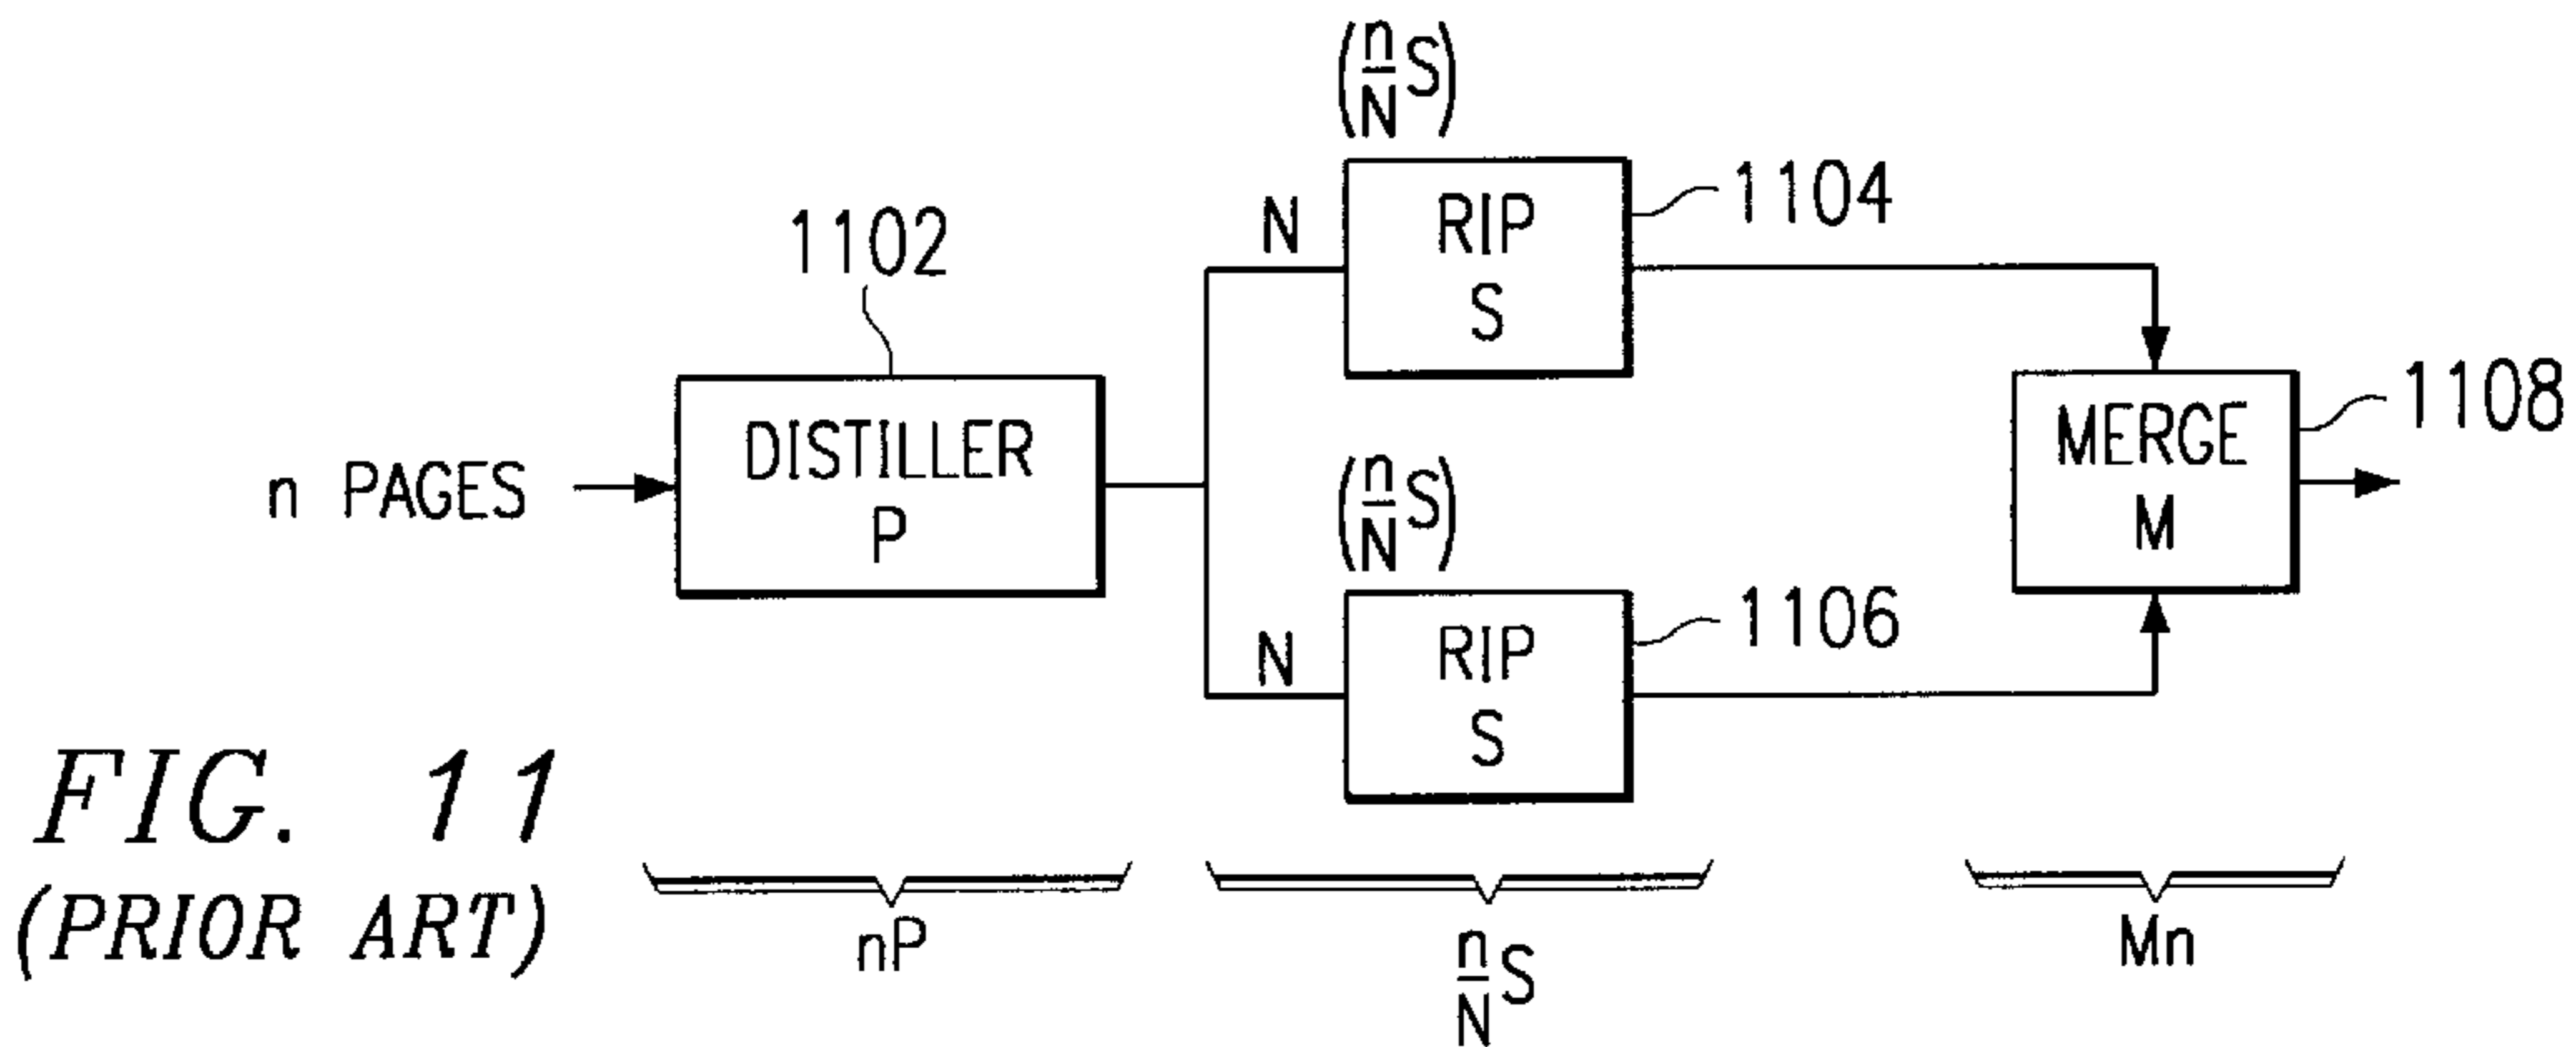 (n/N S)
1104
N
RIP
S
1102
DISTILLER
P
n PAGES
1108
MERGE
M
(n/N S)
1106
N
RIP
S
FIG. 11
(PRIOR ART)
nP
n/N S
Mn